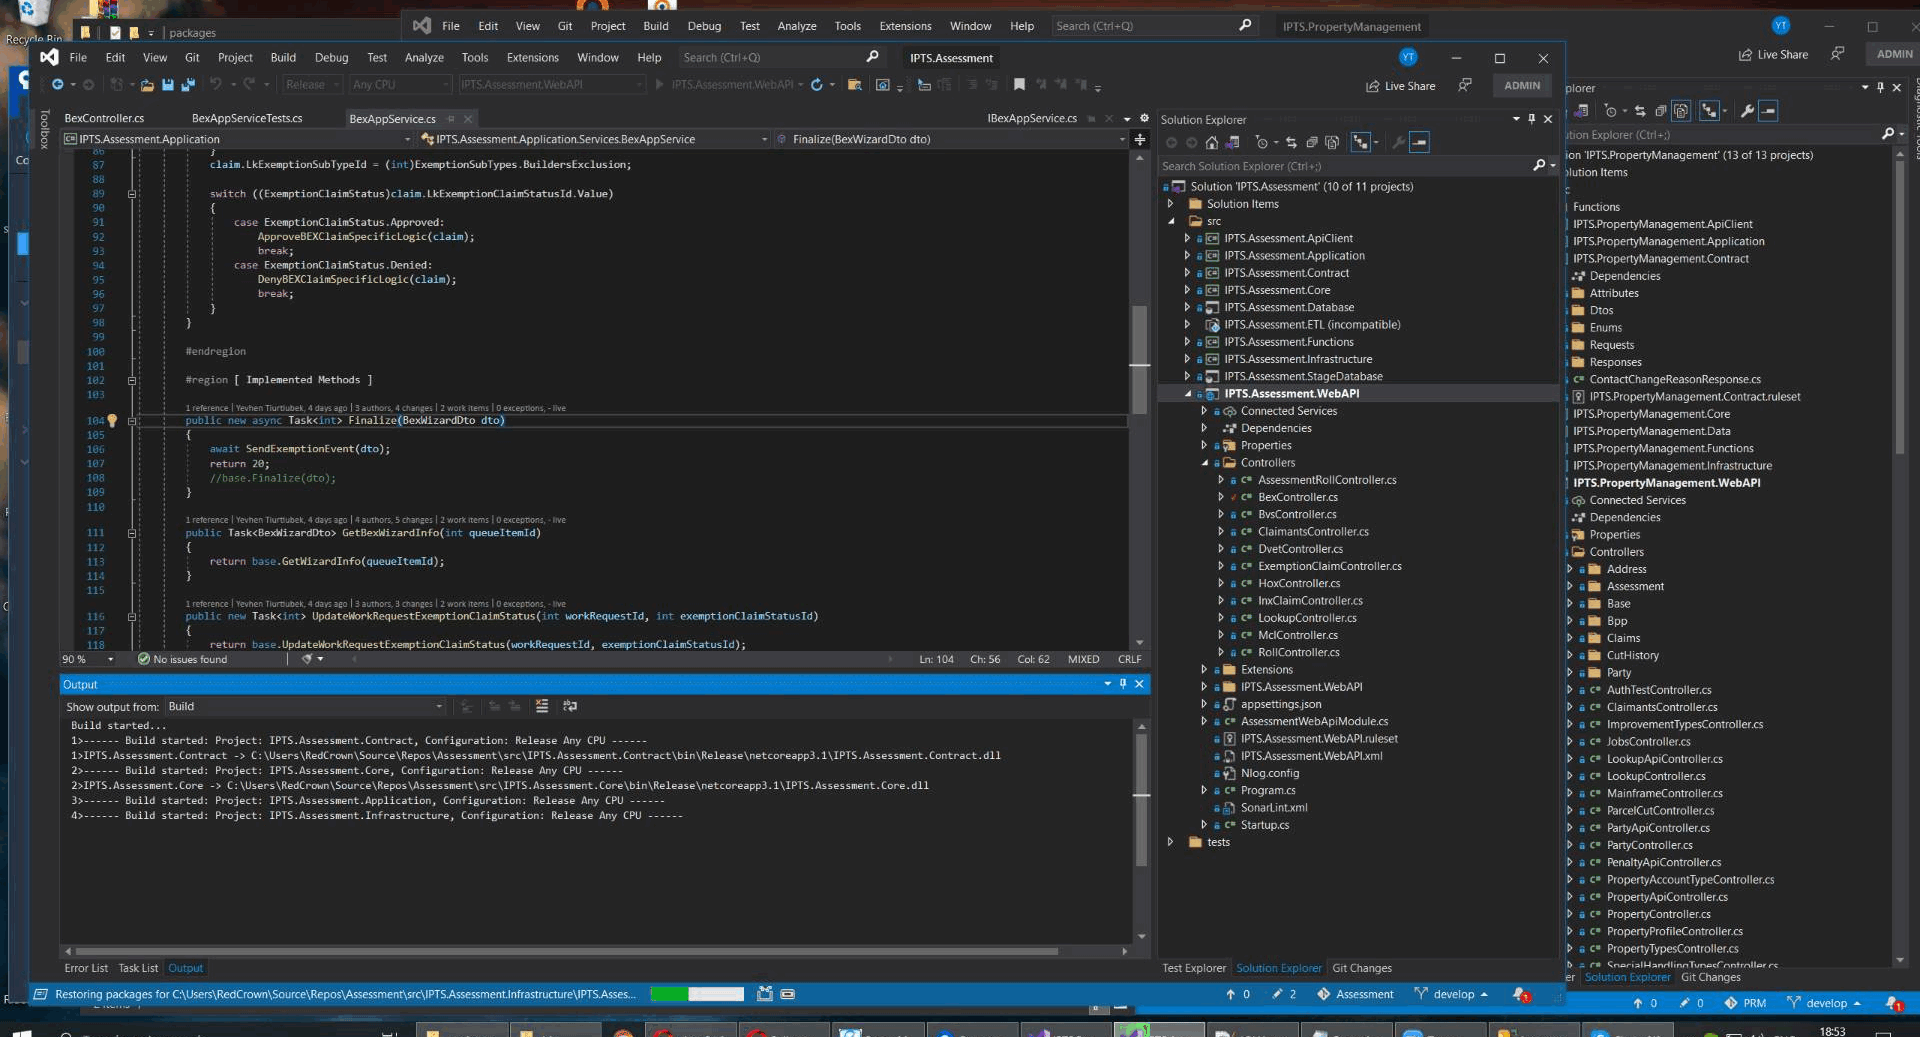 Recycle Bin
packages
File Edit View Git Project Build Debug Test Analyze Tools Extensions Window Help Search (Ctrl+Q) IPTS.PropertyManagement YT
Live Share ADMIN
File Edit View Git Project Build Debug Test Analyze Tools Extensions Window Help Search (Ctrl+Q) IPTS.Assessment YT
Release Any CPU IPTS.Assessment.WebAPI IPTS.Assessment.WebAPI Live Share ADMIN
Toolbox
BexController.cs BexAppServiceTests.cs BexAppService.cs IBexAppService.cs
IPTS.Assessment.Application IPTS.Assessment.Application.Services.BexAppService Finalize(BexWizardDto dto)
86 }
87 claim.LkExemptionSubTypeId = (int)ExemptionSubTypes.BuildersExclusion;
88
89 switch ((ExemptionClaimStatus)claim.LkExemptionClaimStatusId.Value)
90 {
91 case ExemptionClaimStatus.Approved:
92 ApproveBEXClaimSpecificLogic(claim);
93 break;
94 case ExemptionClaimStatus.Denied:
95 DenyBEXClaimSpecificLogic(claim);
96 break;
97 }
98 }
99
100 #endregion
101
102 #region [ Implemented Methods ]
103
1 reference | Yevhen Tiurtiubek, 4 days ago | 3 authors, 4 changes | 2 work items | 0 exceptions, - live
104 public new async Task<int> Finalize(BexWizardDto dto)
105 {
106 await SendExemptionEvent(dto);
107 return 20;
108 //base.Finalize(dto);
109 }
110
1 reference | Yevhen Tiurtiubek, 4 days ago | 4 authors, 5 changes | 2 work items | 0 exceptions, - live
111 public Task<BexWizardDto> GetBexWizardInfo(int queueItemId)
112 {
113 return base.GetWizardInfo(queueItemId);
114 }
115
1 reference | Yevhen Tiurtiubek, 4 days ago | 3 authors, 3 changes | 2 work items | 0 exceptions, - live
116 public new Task<int> UpdateWorkRequestExemptionClaimStatus(int workRequestId, int exemptionClaimStatusId)
117 {
118 return base.UpdateWorkRequestExemptionClaimStatus(workRequestId, exemptionClaimStatusId);
90 % No issues found Ln: 104 Ch: 56 Col: 62 MIXED CRLF
Output
Show output from: Build
Build started...
1>------ Build started: Project: IPTS.Assessment.Contract, Configuration: Release Any CPU ------
1>IPTS.Assessment.Contract -> C:\Users\RedCrown\Source\Repos\Assessment\src\IPTS.Assessment.Contract\bin\Release\netcoreapp3.1\IPTS.Assessment.Contract.dll
2>------ Build started: Project: IPTS.Assessment.Core, Configuration: Release Any CPU ------
2>IPTS.Assessment.Core -> C:\Users\RedCrown\Source\Repos\Assessment\src\IPTS.Assessment.Core\bin\Release\netcoreapp3.1\IPTS.Assessment.Core.dll
3>------ Build started: Project: IPTS.Assessment.Application, Configuration: Release Any CPU ------
4>------ Build started: Project: IPTS.Assessment.Infrastructure, Configuration: Release Any CPU ------
Error List Task List Output
Restoring packages for C:\Users\RedCrown\Source\Repos\Assessment\src\IPTS.Assessment.Infrastructure\IPTS.Asses... 0 2 Assessment develop 1
Solution Explorer
Search Solution Explorer (Ctrl+;)
Solution 'IPTS.Assessment' (10 of 11 projects)
Solution Items
src
IPTS.Assessment.ApiClient
IPTS.Assessment.Application
IPTS.Assessment.Contract
IPTS.Assessment.Core
IPTS.Assessment.Database
IPTS.Assessment.ETL (incompatible)
IPTS.Assessment.Functions
IPTS.Assessment.Infrastructure
IPTS.Assessment.StageDatabase
IPTS.Assessment.WebAPI
Connected Services
Dependencies
Properties
Controllers
AssessmentRollController.cs
BexController.cs
BvsController.cs
ClaimantsController.cs
DvetController.cs
ExemptionClaimController.cs
HoxController.cs
InxClaimController.cs
LookupController.cs
MclController.cs
RollController.cs
Extensions
IPTS.Assessment.WebAPI
appsettings.json
AssessmentWebApiModule.cs
IPTS.Assessment.WebAPI.ruleset
IPTS.Assessment.WebAPI.xml
Nlog.config
Program.cs
SonarLint.xml
Startup.cs
tests
Test Explorer Solution Explorer Git Changes
plorer
ution Explorer (Ctrl+;)
ion 'IPTS.PropertyManagement' (13 of 13 projects)
olution Items
c
Functions
IPTS.PropertyManagement.ApiClient
IPTS.PropertyManagement.Application
IPTS.PropertyManagement.Contract
Dependencies
Attributes
Dtos
Enums
Requests
Responses
ContactChangeReasonResponse.cs
IPTS.PropertyManagement.Contract.ruleset
IPTS.PropertyManagement.Core
IPTS.PropertyManagement.Data
IPTS.PropertyManagement.Functions
IPTS.PropertyManagement.Infrastructure
IPTS.PropertyManagement.WebAPI
Connected Services
Dependencies
Properties
Controllers
Address
Assessment
Base
Bpp
Claims
CutHistory
Party
AuthTestController.cs
ClaimantsController.cs
ImprovementTypesController.cs
JobsController.cs
LookupApiController.cs
LookupController.cs
MainframeController.cs
ParcelCutController.cs
PartyApiController.cs
PartyController.cs
PenaltyApiController.cs
PropertyAccountTypeController.cs
PropertyApiController.cs
PropertyController.cs
PropertyProfileController.cs
PropertyTypesController.cs
SpecialHandlingTypesController.cs
er Solution Explorer Git Changes
0 0 PRM develop 1
18:53